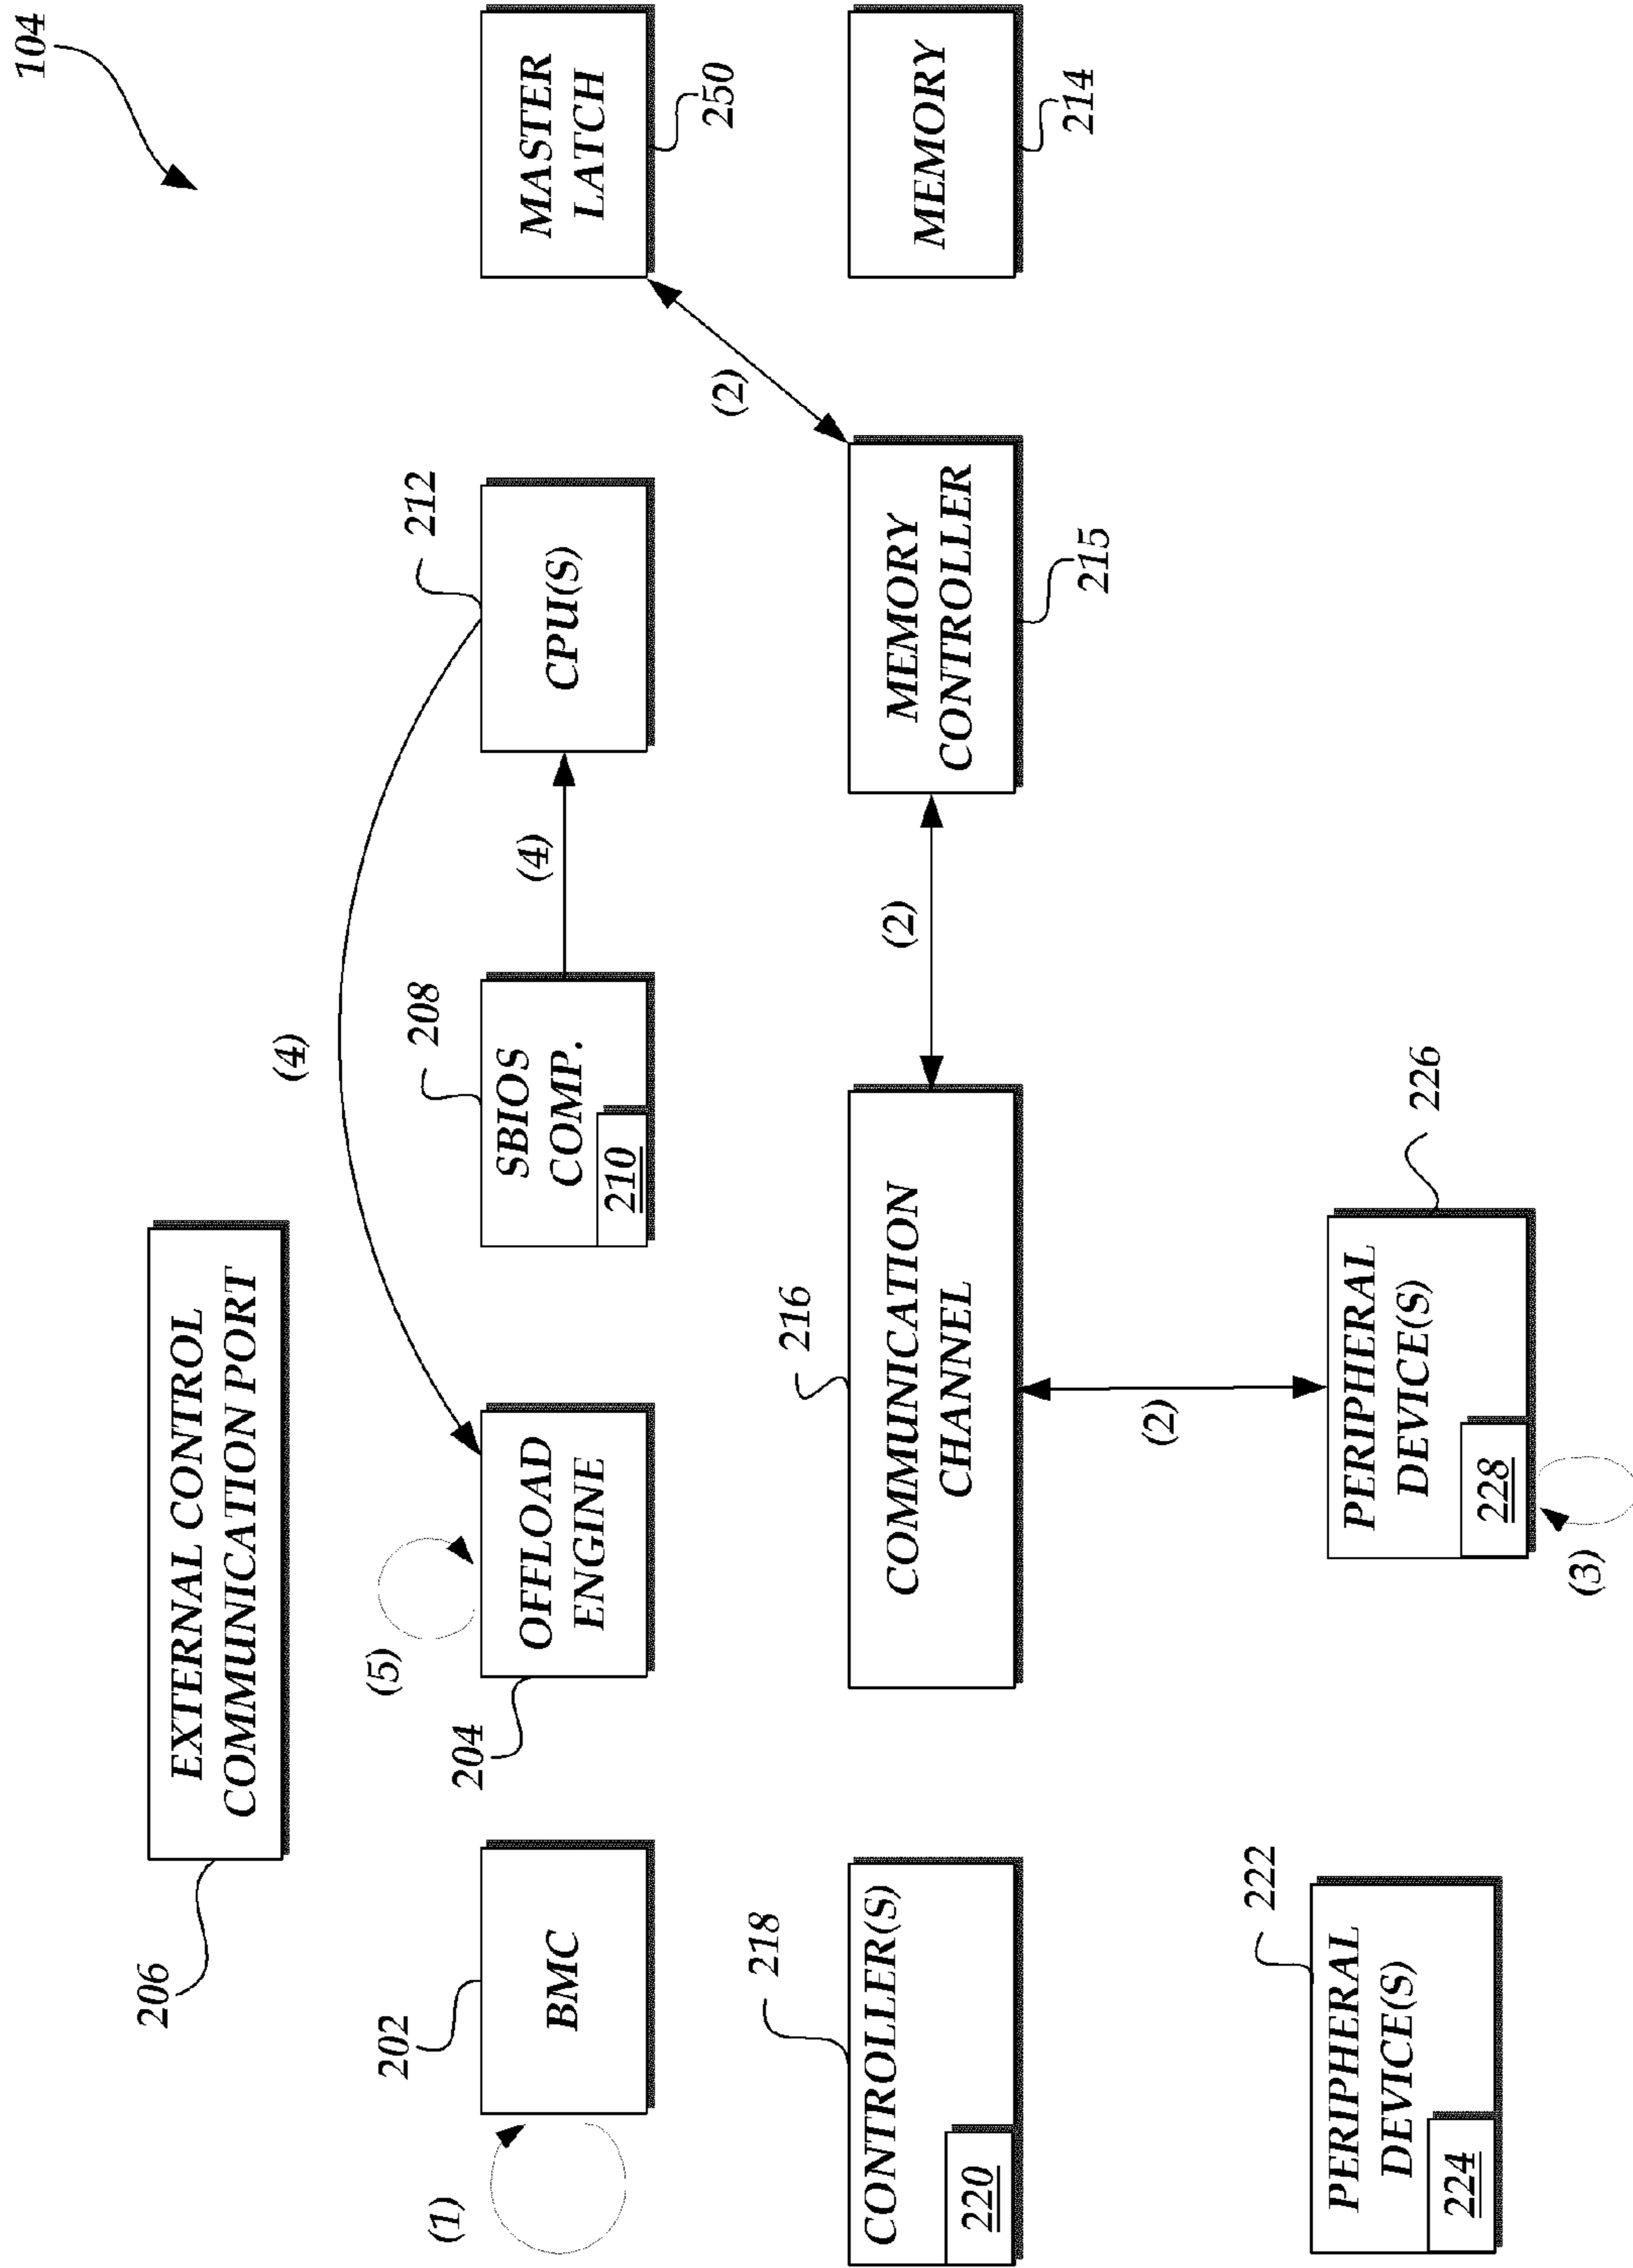 104
206
EXTERNAL CONTROL
COMMUNICATION PORT
(4)
(1)
202
BMC
(5)
204
OFFLOAD
ENGINE
208
SBIOS
COMP.
210
(4)
212
CPU(S)
MASTER
LATCH
250
(2)
218
CONTROLLER(S)
220
216
COMMUNICATION
CHANNEL
(2)
MEMORY
CONTROLLER
215
MEMORY
214
(2)
222
PERIPHERAL
DEVICE(S)
224
226
PERIPHERAL
DEVICE(S)
228
(3)